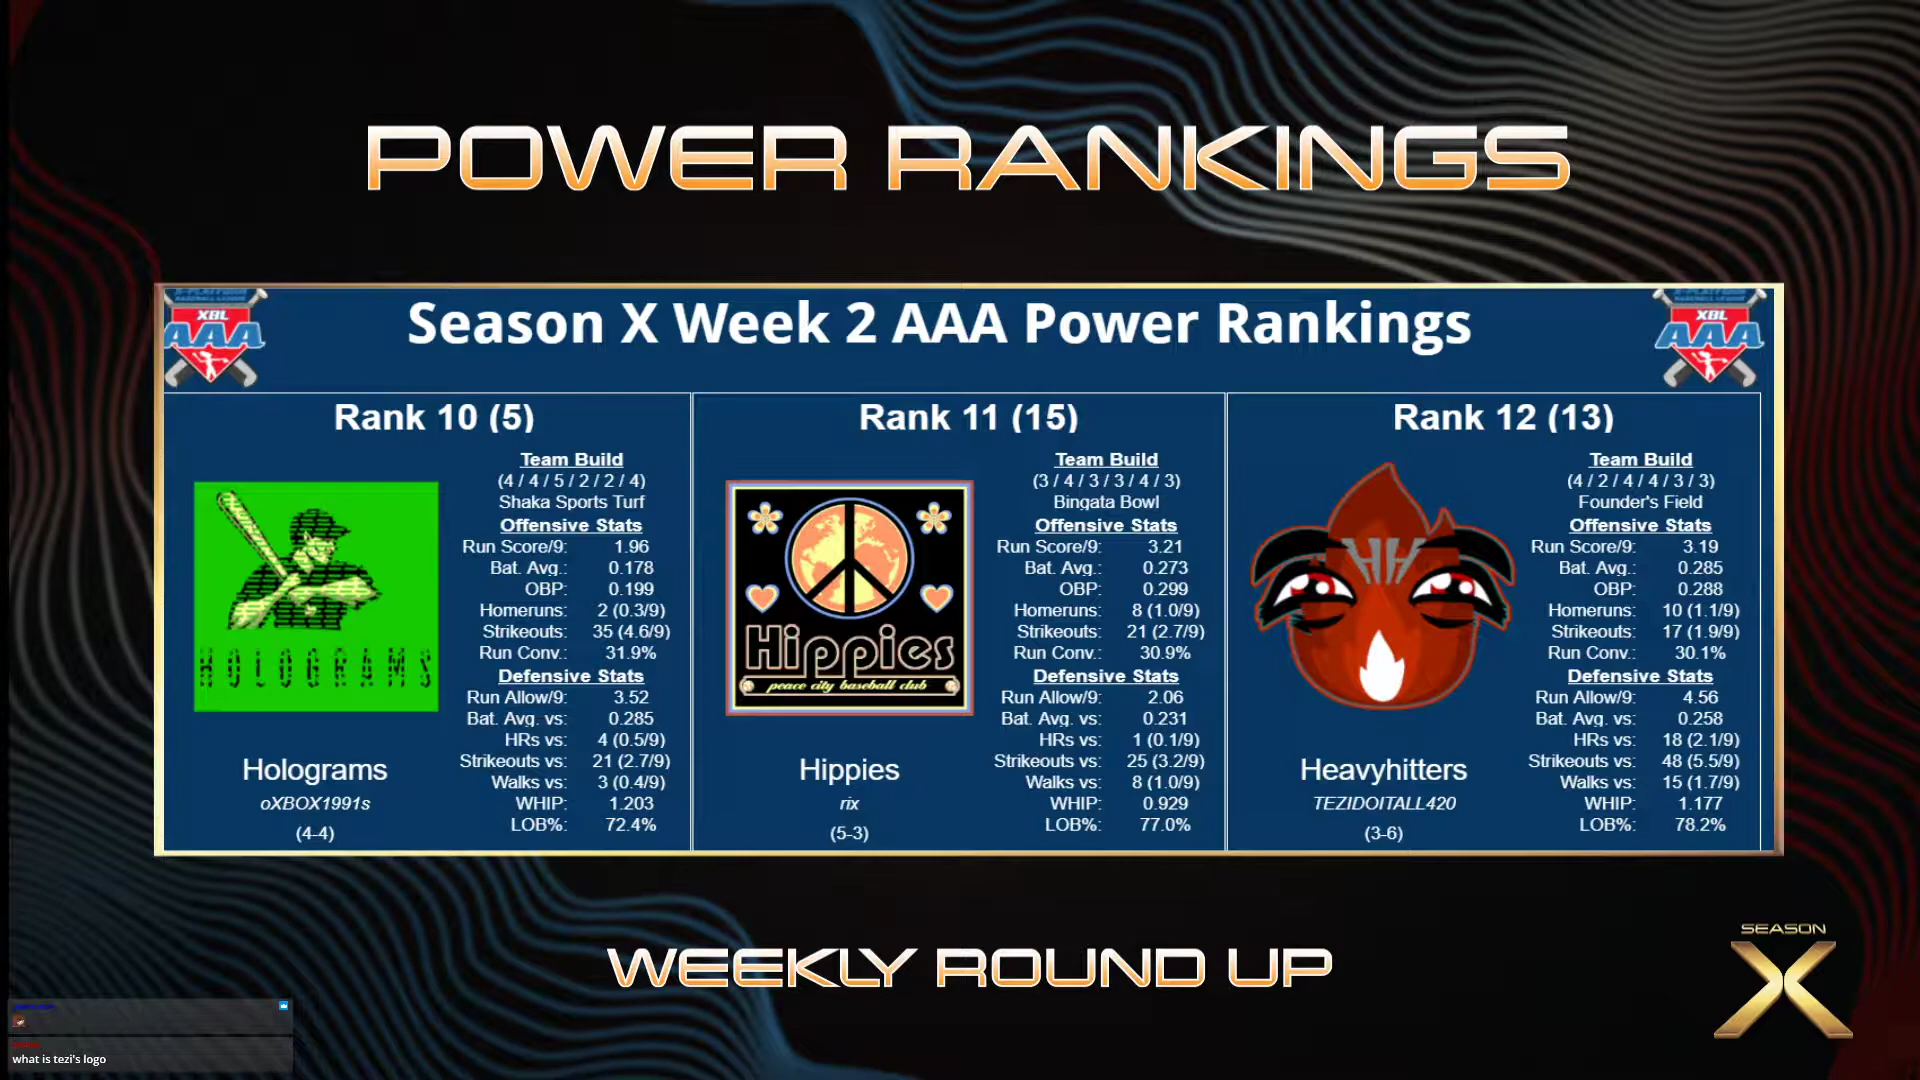 POWER RANKINGS
XBL
AAA
Season X Week 2 AAA Power Rankings
XBL
AAA
Rank 10 (5)
Team Build
(4 / 4 / 5 / 2 / 2 / 4)
Shaka Sports Turf
Offensive Stats
Run Score/9: 1.96
Bat. Avg.: 0.178
OBP: 0.199
Homeruns: 2 (0.3/9)
Strikeouts: 35 (4.6/9)
Run Conv.: 31.9%
Defensive Stats
Run Allow/9: 3.52
Bat. Avg. vs: 0.285
HRs vs: 4 (0.5/9)
Strikeouts vs: 21 (2.7/9)
Walks vs: 3 (0.4/9)
WHIP: 1.203
LOB%: 72.4%
HOLOGRAMS
Holograms
oXBOX1991s
(4-4)
Rank 11 (15)
Team Build
(3 / 4 / 3 / 3 / 4 / 3)
Bingata Bowl
Offensive Stats
Run Score/9: 3.21
Bat. Avg.: 0.273
OBP: 0.299
Homeruns: 8 (1.0/9)
Strikeouts: 21 (2.7/9)
Run Conv.: 30.9%
Defensive Stats
Run Allow/9: 2.06
Bat. Avg. vs: 0.231
HRs vs: 1 (0.1/9)
Strikeouts vs: 25 (3.2/9)
Walks vs: 8 (1.0/9)
WHIP: 0.929
LOB%: 77.0%
Hippies
peace city baseball club
Hippies
rix
(5-3)
Rank 12 (13)
Team Build
(4 / 2 / 4 / 4 / 3 / 3)
Founder's Field
Offensive Stats
Run Score/9: 3.19
Bat. Avg.: 0.285
OBP: 0.288
Homeruns: 10 (1.1/9)
Strikeouts: 17 (1.9/9)
Run Conv.: 30.1%
Defensive Stats
Run Allow/9: 4.56
Bat. Avg. vs: 0.258
HRs vs: 18 (2.1/9)
Strikeouts vs: 48 (5.5/9)
Walks vs: 15 (1.7/9)
WHIP: 1.177
LOB%: 78.2%
HH
Heavyhitters
TEZIDOITALL420
(3-6)
WEEKLY ROUND UP
SEASON
X
what is tezi's logo